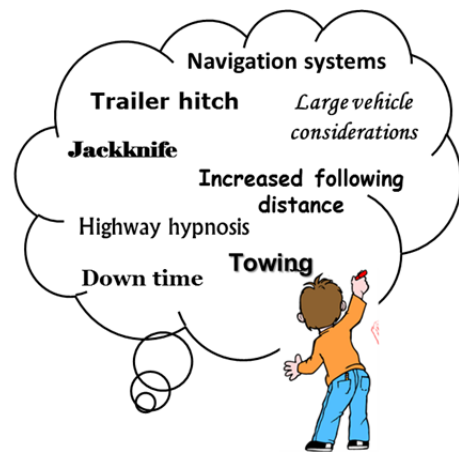 Navigation systems
Trailer hitch
Large vehicle
considerations
Jackknife
Increased following
distance
Highway hypnosis
Towing
Down time